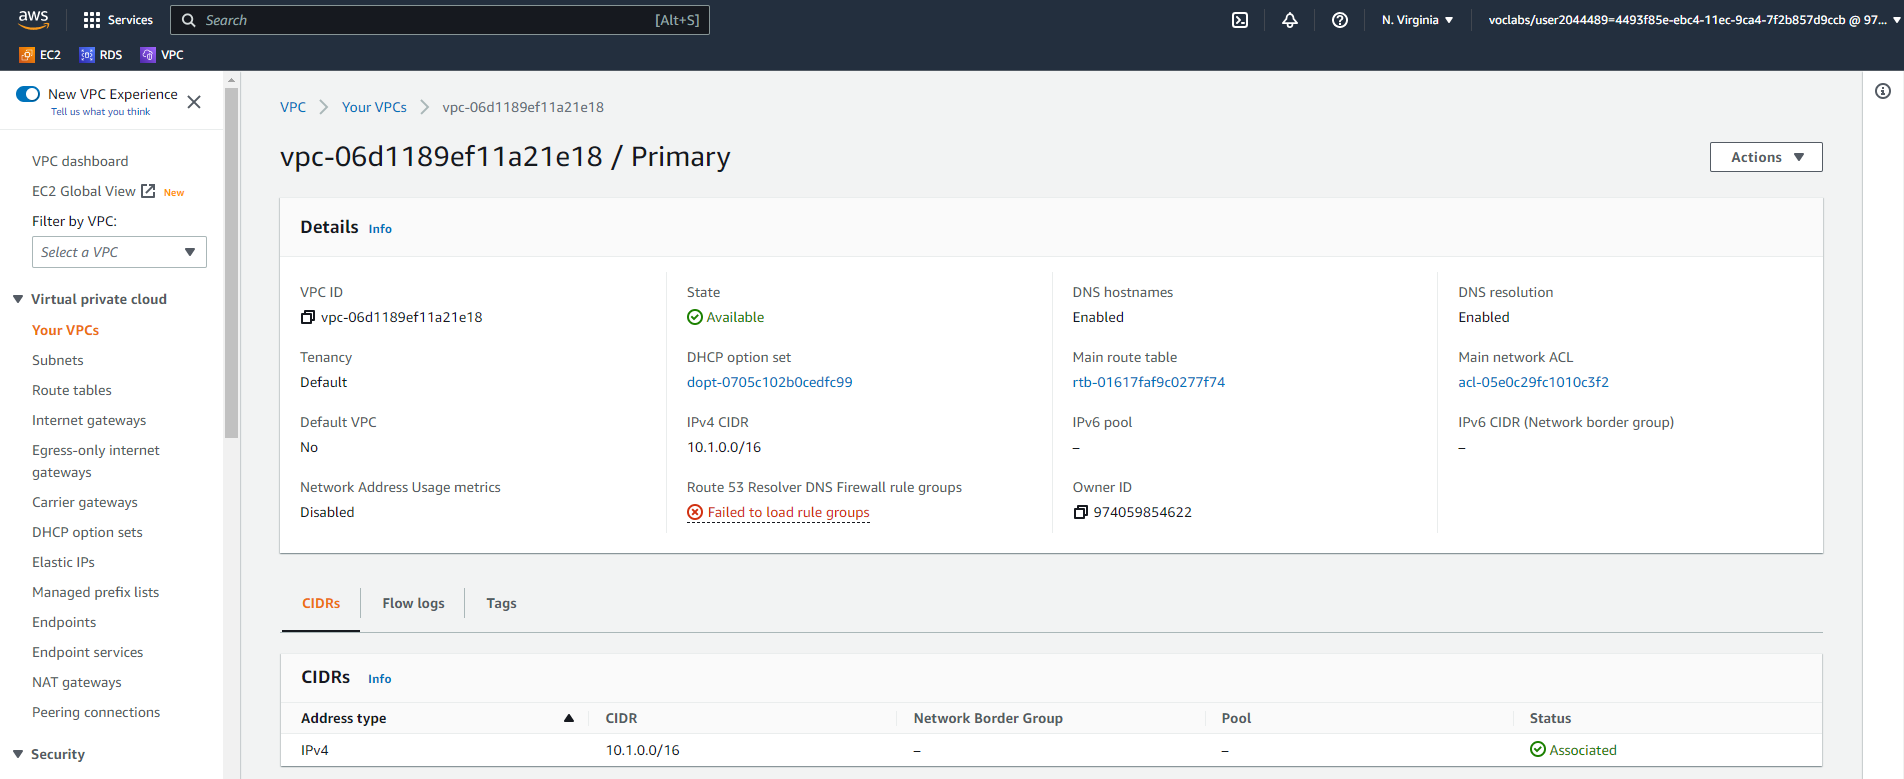 aws
Services
Search
[Alt+S]
N. Virginia
voclabs/user2044489=4493f85e-ebc4-11ec-9ca4-7f2b857d9ccb @ 97...
EC2
RDS
VPC
New VPC Experience
Tell us what you think
VPC dashboard
EC2 Global View New
Filter by VPC:
Select a VPC
Virtual private cloud
Your VPCs
Subnets
Route tables
Internet gateways
Egress-only internet
gateways
Carrier gateways
DHCP option sets
Elastic IPs
Managed prefix lists
Endpoints
Endpoint services
NAT gateways
Peering connections
Security
VPC
Your VPCs
vpc-06d1189ef11a21e18
vpc-06d1189ef11a21e18 / Primary
Actions
Details Info
VPC ID
vpc-06d1189ef11a21e18
State
Available
DNS hostnames
Enabled
DNS resolution
Enabled
Tenancy
Default
DHCP option set
dopt-0705c102b0cedfc99
Main route table
rtb-01617faf9c0277f74
Main network ACL
acl-05e0c29fc1010c3f2
Default VPC
No
IPv4 CIDR
10.1.0.0/16
IPv6 pool
–
IPv6 CIDR (Network border group)
–
Network Address Usage metrics
Disabled
Route 53 Resolver DNS Firewall rule groups
Failed to load rule groups
Owner ID
974059854622
CIDRs
Flow logs
Tags
CIDRs Info
Address type
CIDR
Network Border Group
Pool
Status
IPv4
10.1.0.0/16
–
–
Associated